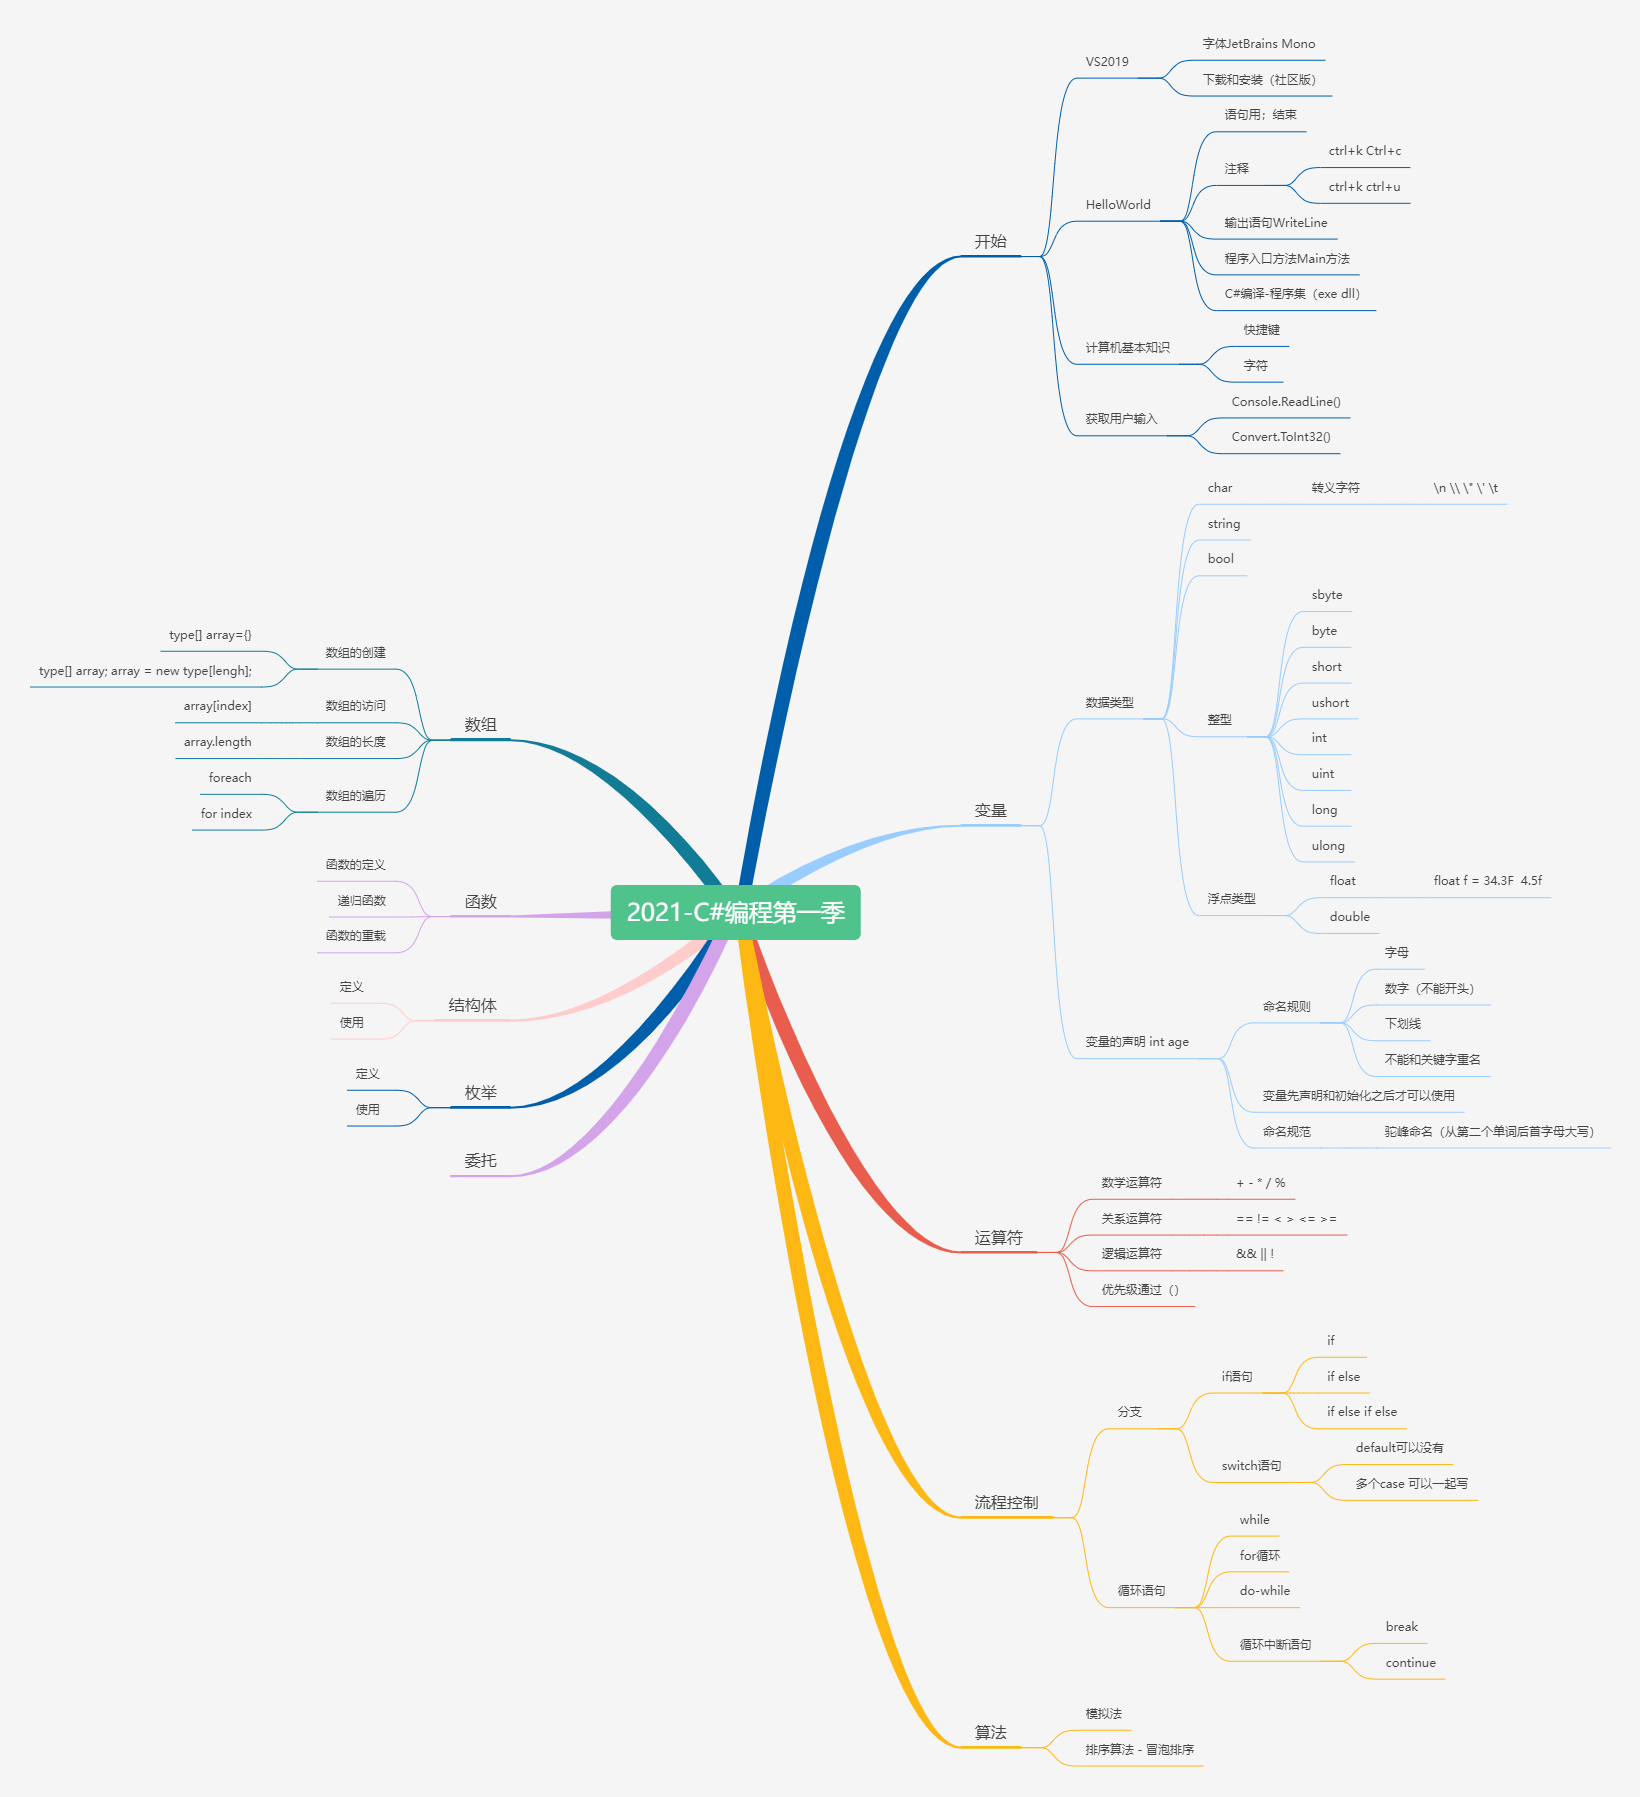 2021-C#编程第一季
开始
VS2019
字体JetBrains Mono
下载和安装（社区版）
HelloWorld
语句用；结束
注释
ctrl+k Ctrl+c
ctrl+k ctrl+u
输出语句WriteLine
程序入口方法Main方法
C#编译-程序集（exe dll）
计算机基本知识
快捷键
字符
获取用户输入
Console.ReadLine()
Convert.ToInt32()
变量
数据类型
char
转义字符
\n \\ \" \' \t
string
bool
整型
sbyte
byte
short
ushort
int
uint
long
ulong
浮点类型
float
float f = 34.3F  4.5f
double
变量的声明 int age
命名规则
字母
数字（不能开头）
下划线
不能和关键字重名
变量先声明和初始化之后才可以使用
命名规范
驼峰命名（从第二个单词后首字母大写）
运算符
数学运算符
+ - * / %
关系运算符
== != < > <= >=
逻辑运算符
&& || !
优先级通过（）
流程控制
分支
if语句
if
if else
if else if else
switch语句
default可以没有
多个case 可以一起写
循环语句
while
for循环
do-while
循环中断语句
break
continue
算法
模拟法
排序算法 - 冒泡排序
数组
数组的创建
type[] array={}
type[] array; array = new type[lengh];
数组的访问
array[index]
数组的长度
array.length
数组的遍历
foreach
for index
函数
函数的定义
递归函数
函数的重载
结构体
定义
使用
枚举
定义
使用
委托